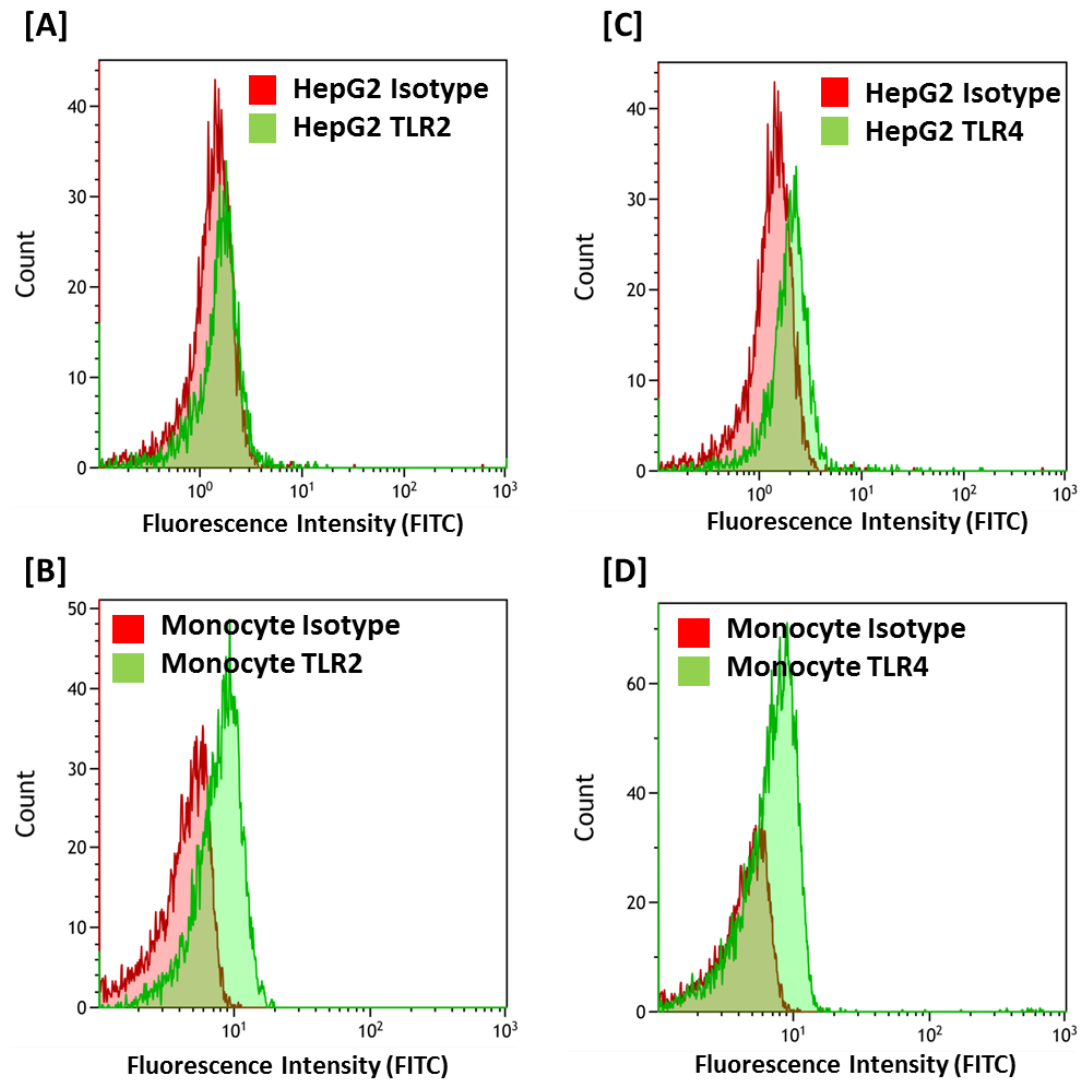 [A]
HepG2 Isotype
HepG2 TLR2
Count
40
30
20
10
0
10⁰ 10¹ 10² 10³
Fluorescence Intensity (FITC)
[C]
HepG2 Isotype
HepG2 TLR4
Count
40
30
20
10
0
10⁰ 10¹ 10² 10³
Fluorescence Intensity (FITC)
[B]
Monocyte Isotype
Monocyte TLR2
Count
50
40
30
20
10
0
10¹ 10² 10³
Fluorescence Intensity (FITC)
[D]
Monocyte Isotype
Monocyte TLR4
Count
60
40
20
0
10¹ 10² 10³
Fluorescence Intensity (FITC)